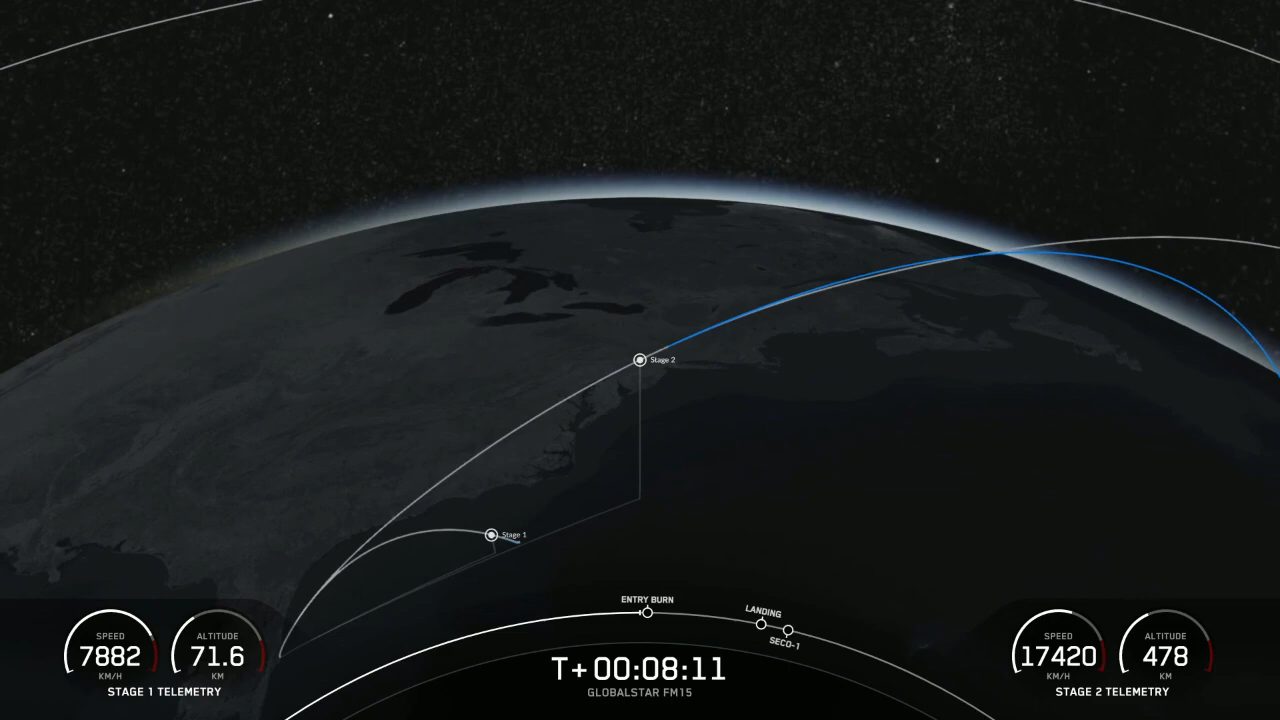 Stage 2
Stage 1
ENTRY BURN
LANDING
SECO-1
SPEED
7882
KM/H
ALTITUDE
71.6
KM
STAGE 1 TELEMETRY
T+ 00:08:11
GLOBALSTAR FM15
SPEED
17420
KM/H
ALTITUDE
478
KM
STAGE 2 TELEMETRY